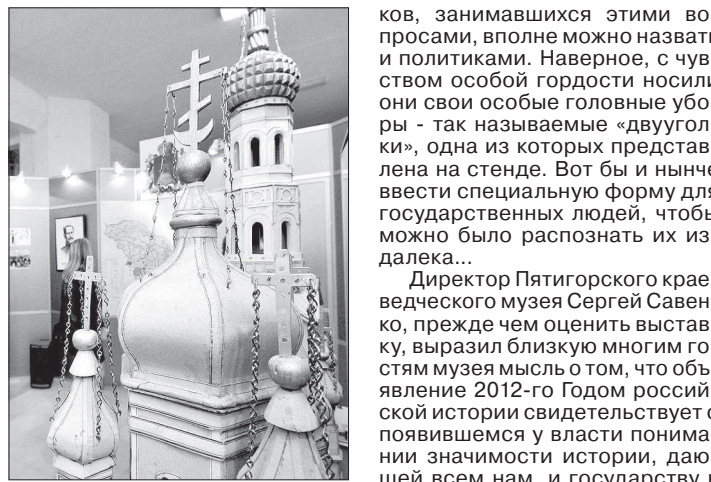 ков, занимавшихся этими во-
просами, вполне можно назвать
и политиками. Наверное, с чув-
ством особой гордости носили
они свои особые головные убо-
ры - так называемые «двуугол-
ки», одна из которых представ-
лена на стенде. Вот бы и нынче
ввести специальную форму для
государственных людей, чтобы
можно было распознать их из-
далека...
Директор Пятигорского крае-
ведческого музея Сергей Савен-
ко, прежде чем оценить выстав-
ку, выразил близкую многим го-
стям музея мысль о том, что объ-
явление 2012-го Годом россий-
ской истории свидетельствует о
появившемся у власти понима-
нии значимости истории, даю-
щей всем нам, и государству и